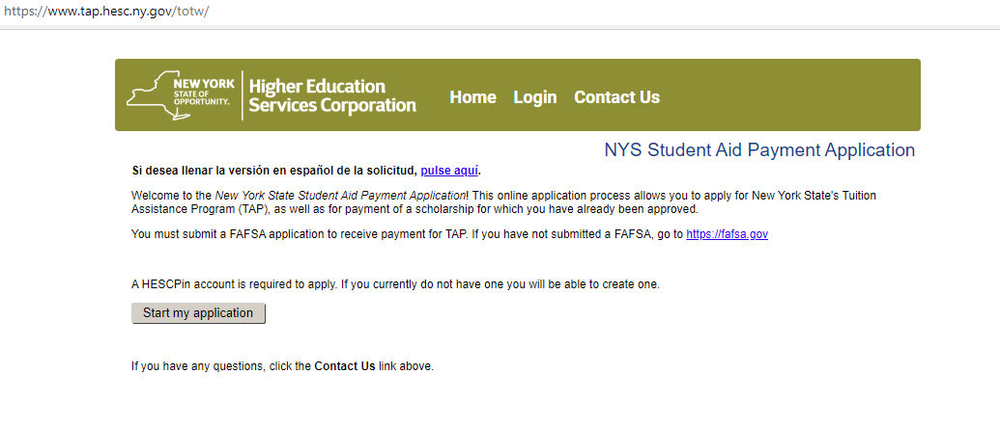 https://www.tap.hesc.ny.gov/totw/
NEW YORK
STATE OF
OPPORTUNITY.
Higher Education
Services Corporation
Home Login Contact Us
NYS Student Aid Payment Application
Si desea llenar la versión en español de la solicitud, pulse aquí.
Welcome to the New York State Student Aid Payment Application! This online application process allows you to apply for New York State's Tuition
Assistance Program (TAP), as well as for payment of a scholarship for which you have already been approved.
You must submit a FAFSA application to receive payment for TAP. If you have not submitted a FAFSA, go to https://fafsa.gov
A HESCPin account is required to apply. If you currently do not have one you will be able to create one.
Start my application
If you have any questions, click the Contact Us link above.